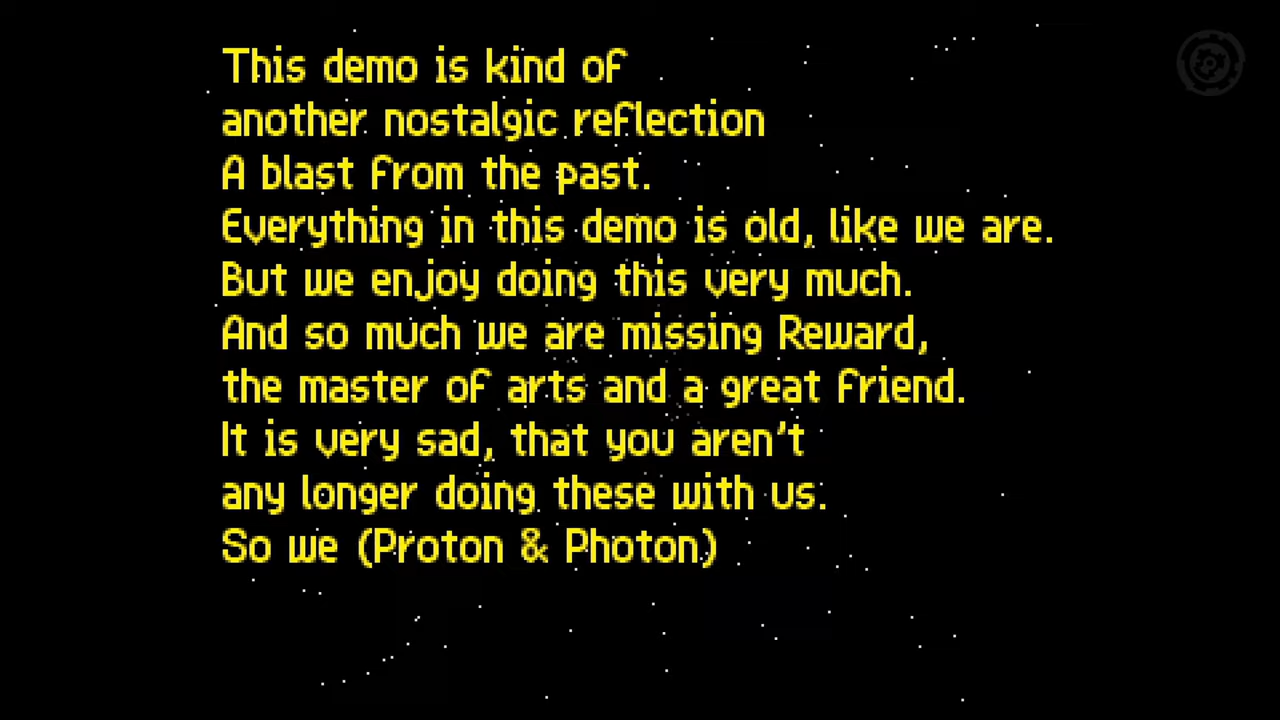 This demo is kind of
another nostalgic reflection
A blast from the past.
Everything in this demo is old, like we are.
But we enjoy doing this very much.
And so much we are missing Reward,
the master of arts and a great friend.
It is very sad, that you aren't
any longer doing these with us.
So we (Proton & Photon)